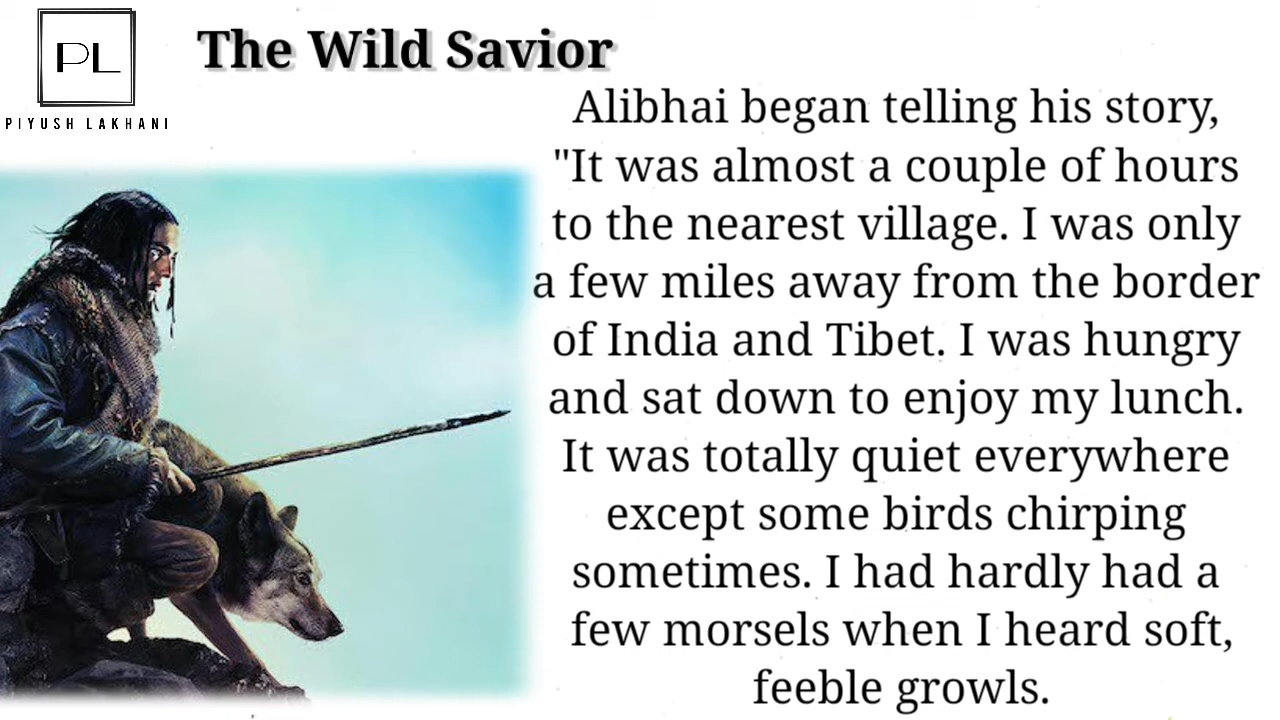 PL
PIYUSH LAKHANI
The Wild Savior
Alibhai began telling his story,
"It was almost a couple of hours
to the nearest village. I was only
a few miles away from the border
of India and Tibet. I was hungry
and sat down to enjoy my lunch.
It was totally quiet everywhere
except some birds chirping
sometimes. I had hardly had a
few morsels when I heard soft,
feeble growls.